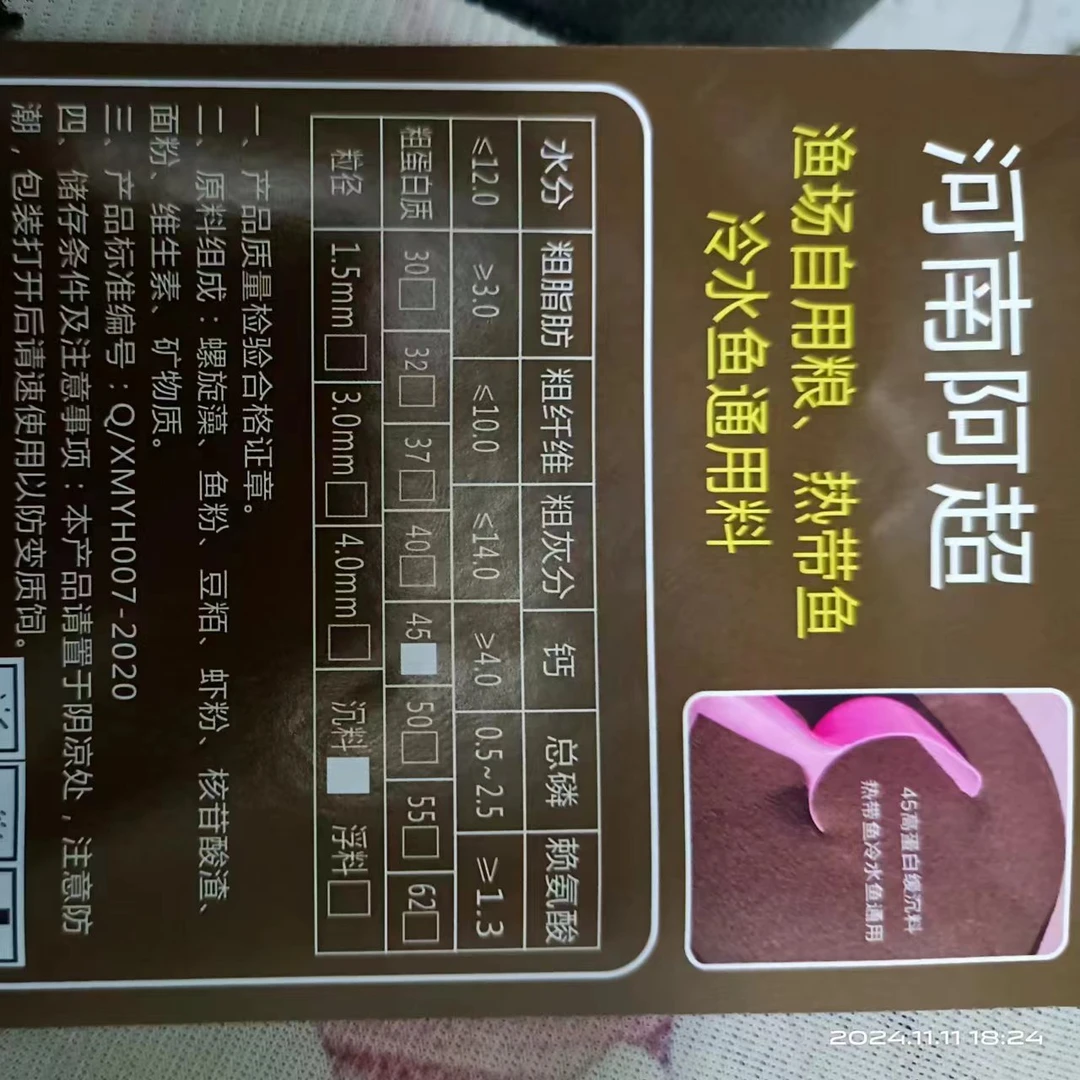 河南阿超
渔场自用粮、热带鱼
冷水鱼通用料
45高蛋白缓沉料
热带鱼冷水鱼通用
水分 粗脂肪 粗纤维 粗灰分 钙 总磷 赖氨酸
≤12.0 ≥3.0 ≤10.0 ≤14.0 ≥4.0 0.5~2.5 ≥1.3
粗蛋白质 30□ 32□ 37□ 40□ 45■ 50□ 55□ 62□
粒径 1.5mm□ 3.0mm□ 4.0mm□ 沉料■ 浮料□
一、产品质量检验合格证章。
二、原料组成：螺旋藻、鱼粉、豆粕、虾粉、核苷酸渣、
面粉、维生素、矿物质。
三、产品标准编号：Q/XMYH007-2020
四、储存条件及注意事项：本产品请置于阴凉处，注意防
潮，包装打开后请速使用以防变质饲。
2024.11.11 18:24